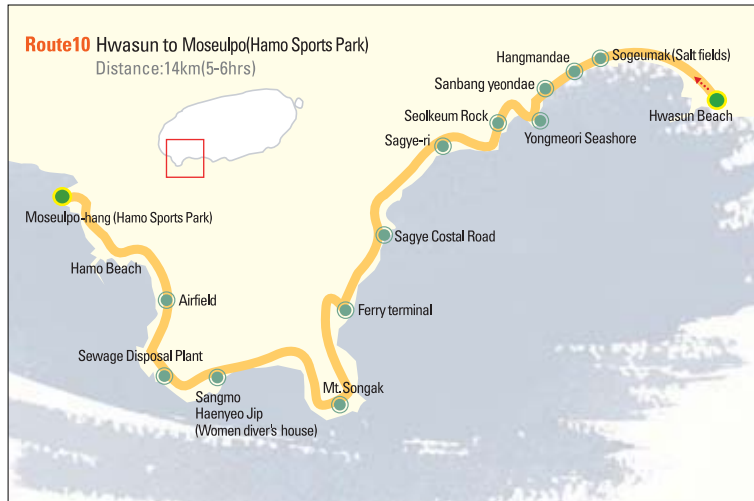 Route10 Hwasun to Moseulpo(Hamo Sports Park)
Distance:14km(5-6hrs)
Hangmandae
Sogeumak (Salt fields)
Sanbang yeondae
Hwasun Beach
Seolkeum Rock
Yongmeori Seashore
Sagye-ri
Moseulpo-hang (Hamo Sports Park)
Sagye Costal Road
Hamo Beach
Airfield
Ferry terminal
Sewage Disposal Plant
Mt.Songak
Sangmo
Haenyeo Jip
(Women diver's house)